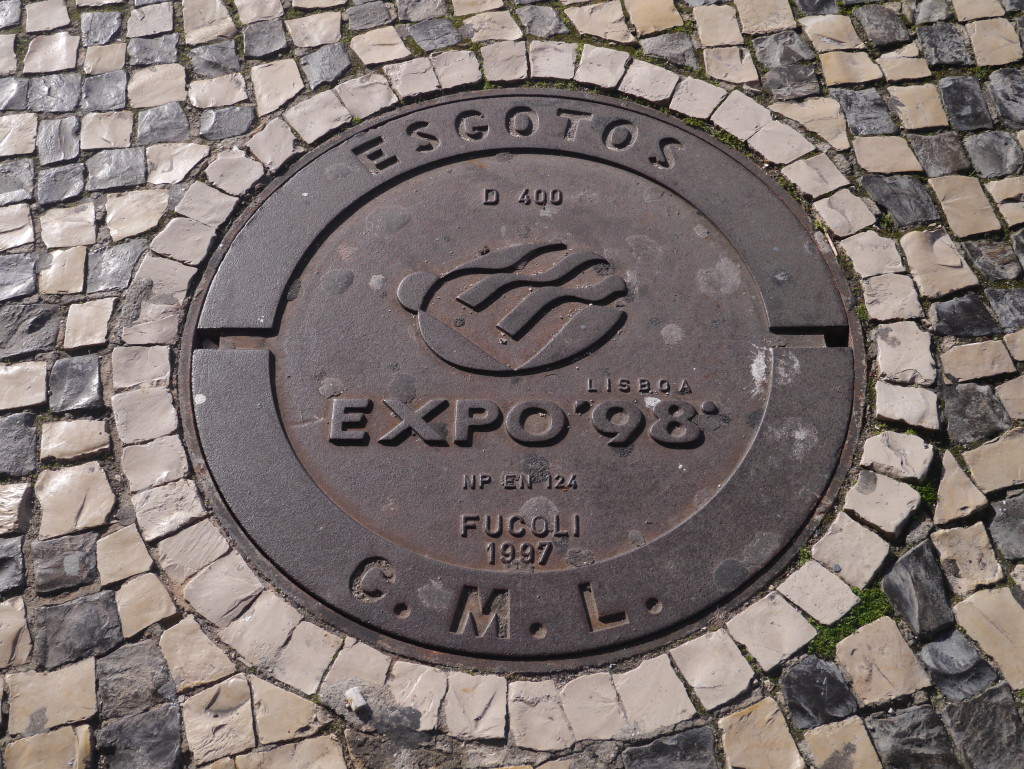 ESGOTOS
D 400
LISBOA
EXPO'98
NP EN 124
FUCOLI
1997
C.M.L.